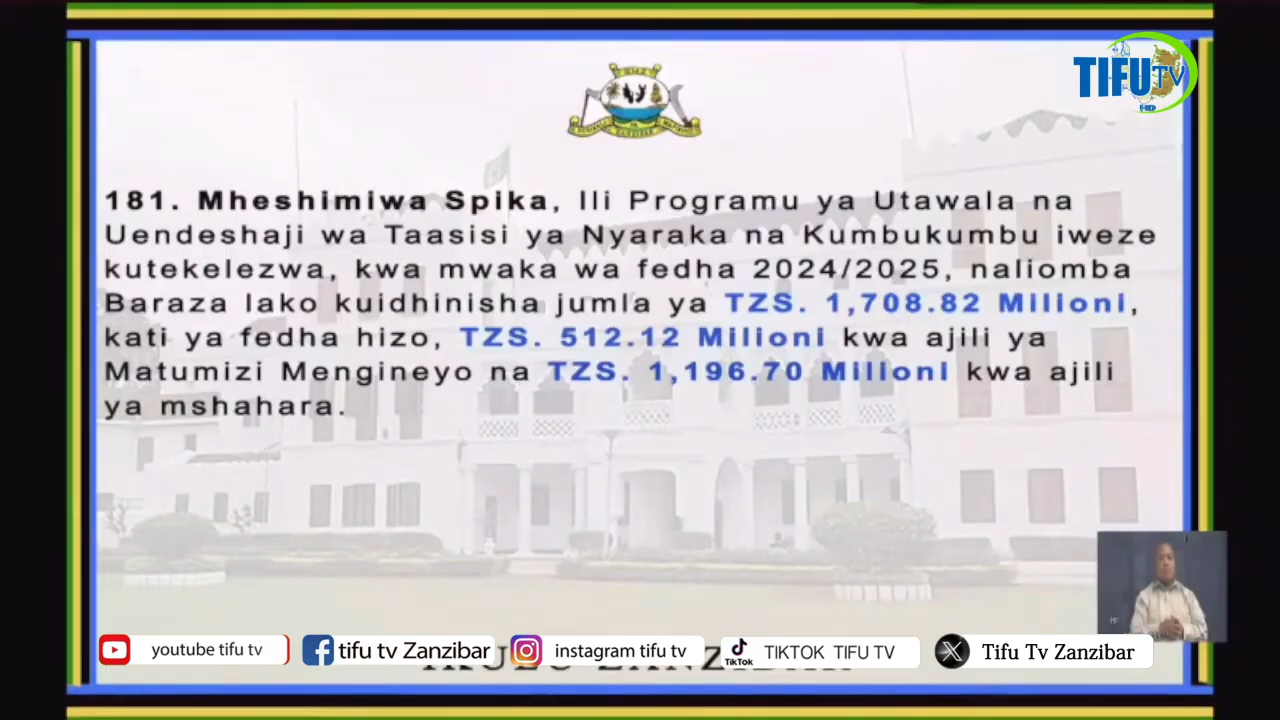 TIFU TV
HD
181. Mheshimiwa Spika, Ili Programu ya Utawala na
Uendeshaji wa Taasisi ya Nyaraka na Kumbukumbu iweze
kutekelezwa, kwa mwaka wa fedha 2024/2025, naliomba
Baraza lako kuidhinisha jumla ya TZS. 1,708.82 Milioni,
kati ya fedha hizo, TZS. 512.12 Milioni kwa ajili ya
Matumizi Mengineyo na TZS. 1,196.70 Milioni kwa ajili
ya mshahara.
youtube tifu tv
tifu tv Zanzibar
instagram tifu tv
TikTok
TIKTOK TIFU TV
Tifu Tv Zanzibar